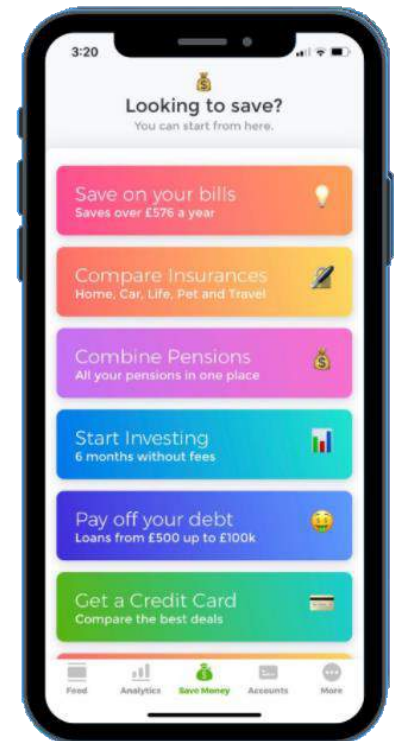 3:20
Looking to save?
You can start from here.
Save on your bills
Saves over £576 a year
Compare Insurances
Home, Car, Life, Pet and Travel
Combine Pensions
All your pensions in one place
Start Investing
6 months without fees
Pay off your debt
Loans from £500 up to £100k
Get a Credit Card
Compare the best deals
Feed Analytics Save Money Accounts More